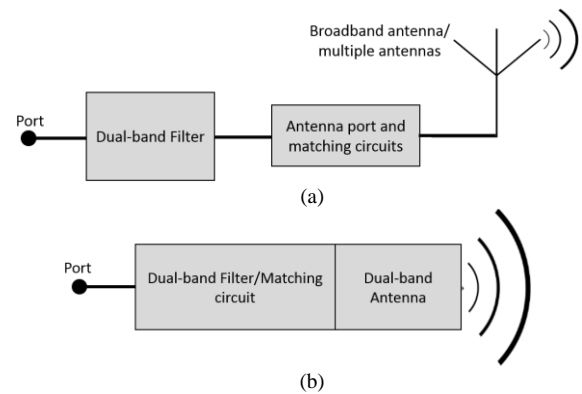 Broadband antenna/
multiple antennas
Port
Dual-band Filter
Antenna port and
matching circuits
(a)
Port
Dual-band Filter/Matching
circuit
Dual-band
Antenna
(b)